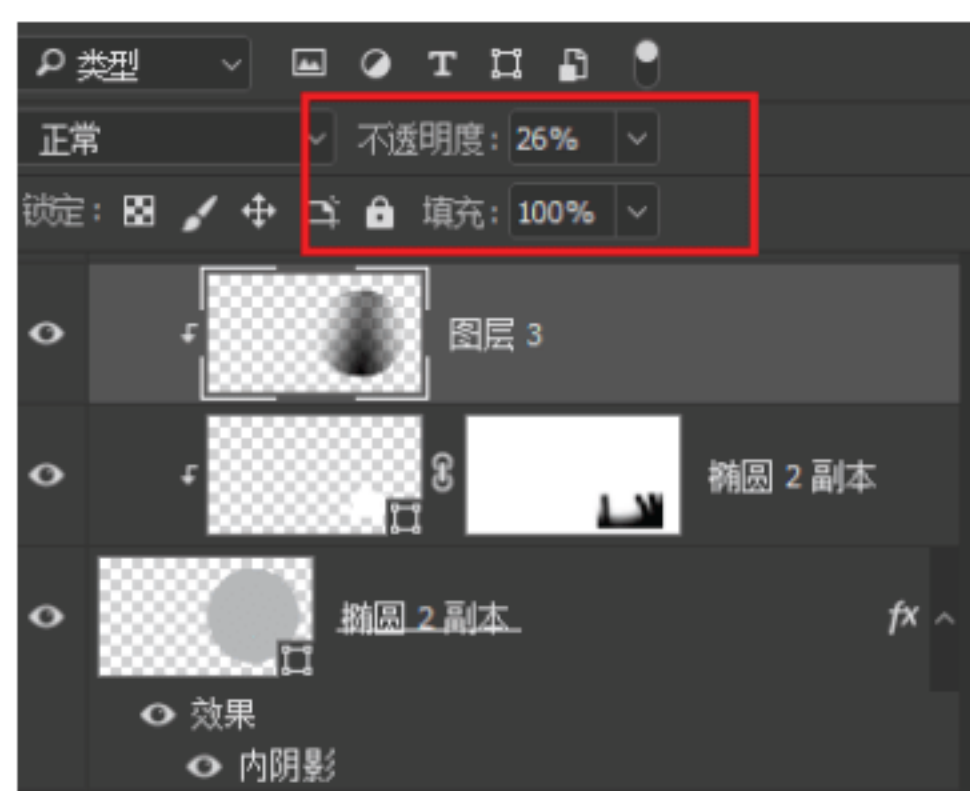 类型
正常 不透明度: 26%
锁定: 填充: 100%
图层 3
椭圆 2 副本
椭圆 2 副本 fx
效果
内阴影